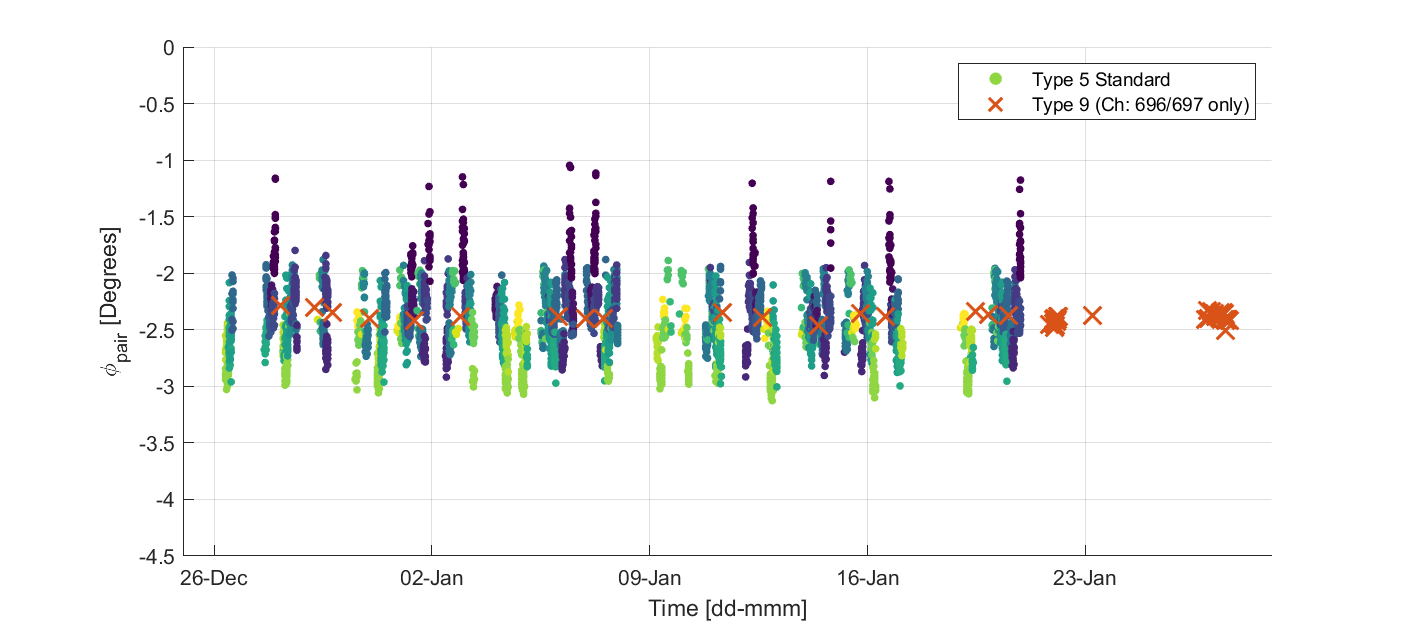 0
-0.5
-1
-1.5
-2
-2.5
-3
-3.5
-4
-4.5
ϕpair [Degrees]
Type 5 Standard
Type 9 (Ch: 696/697 only)
26-Dec
02-Jan
09-Jan
16-Jan
23-Jan
Time [dd-mmm]